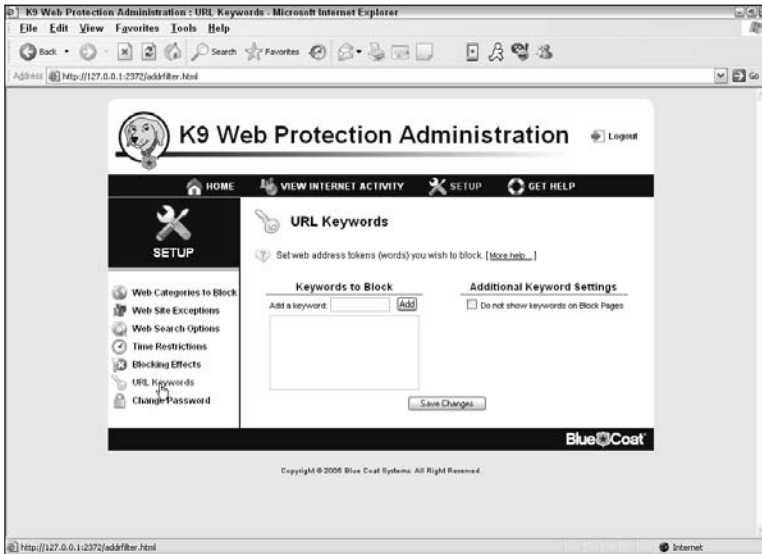 K9 Web Protection Administration : URL Keywords - Microsoft Internet Explorer
File Edit View Favorites Tools Help
Back Search Favorites
Address http://127.0.0.1:2372/addrfilter.html Go
K9 Web Protection Administration Logout
HOME VIEW INTERNET ACTIVITY SETUP GET HELP
SETUP
Web Categories to Block
Web Site Exceptions
Web Search Options
Time Restrictions
Blocking Effects
URL Keywords
Change Password
URL Keywords
Set web address tokens (words) you wish to block. [More help...]
Keywords to Block
Add a keyword: Add
Additional Keyword Settings
Do not show keywords on Block Pages
Save Changes
Blue Coat
Copyright © 2005 Blue Coat Systems. All Right Reserved.
http://127.0.0.1:2372/addrfilter.html Internet